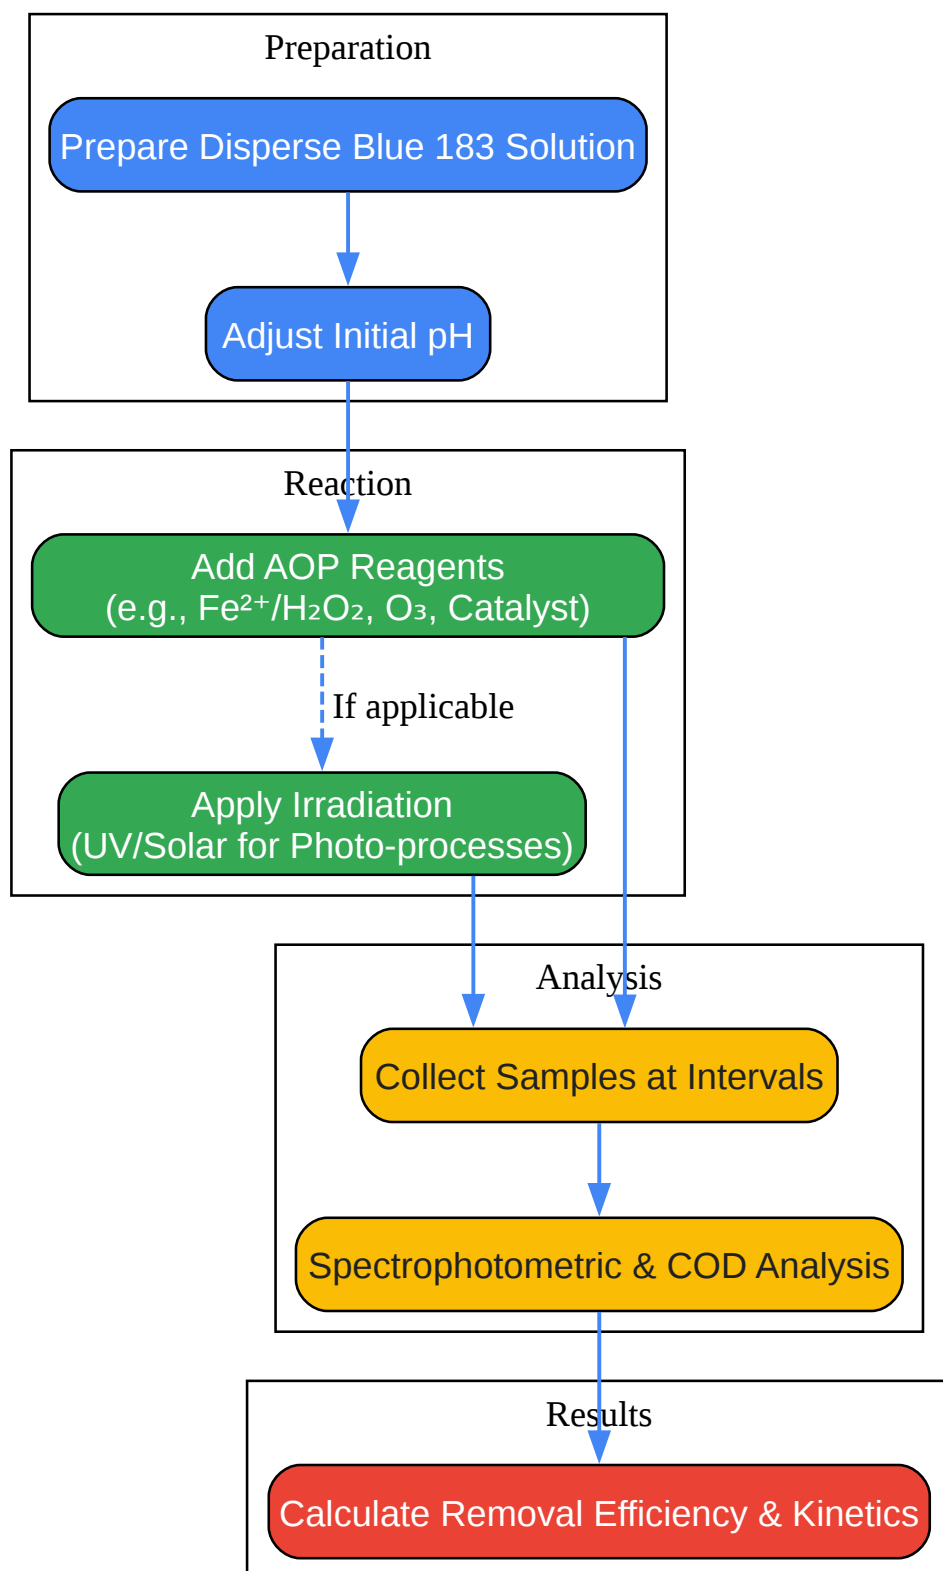 Preparation
Prepare Disperse Blue 183 Solution
Adjust Initial pH
Reaction
Add AOP Reagents
(e.g., Fe²⁺/H₂O₂, O₃, Catalyst)
If applicable
Apply Irradiation
(UV/Solar for Photo-processes)
Analysis
Collect Samples at Intervals
Spectrophotometric & COD Analysis
Results
Calculate Removal Efficiency & Kinetics